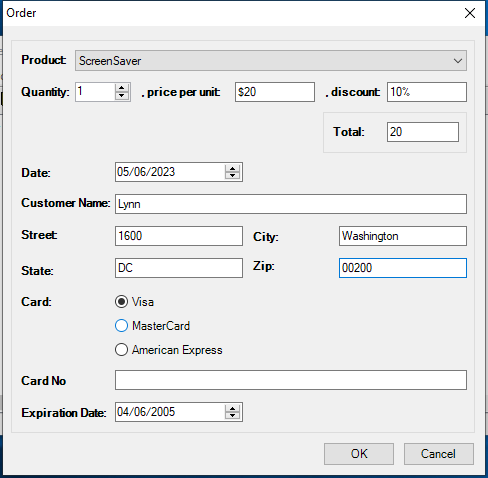 Order
Product: ScreenSaver
Quantity: 1 , price per unit: $20 , discount: 10%
Total: 20
Date: 05/06/2023
Customer Name: Lynn
Street: 1600 City: Washington
State: DC Zip: 00200
Card: Visa
MasterCard
American Express
Card No
Expiration Date: 04/06/2005
OK Cancel